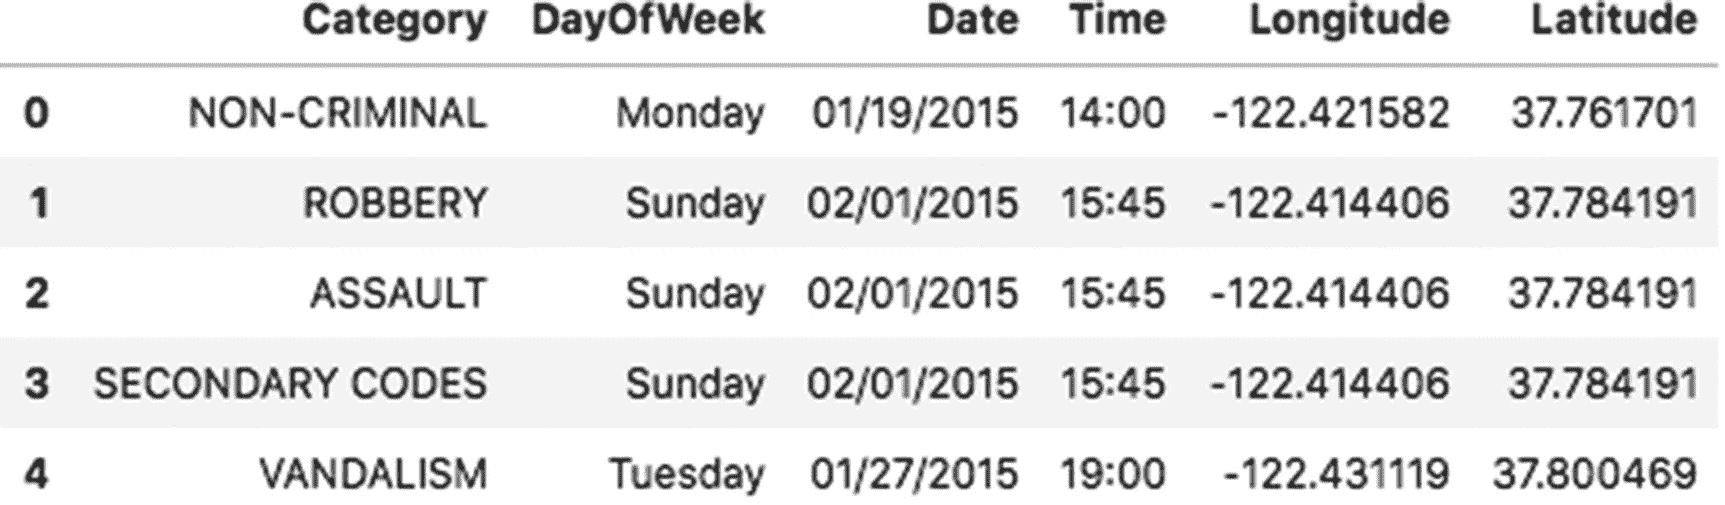 Category DayOfWeek Date Time Longitude Latitude
0 NON-CRIMINAL Monday 01/19/2015 14:00 -122.421582 37.761701
1 ROBBERY Sunday 02/01/2015 15:45 -122.414406 37.784191
2 ASSAULT Sunday 02/01/2015 15:45 -122.414406 37.784191
3 SECONDARY CODES Sunday 02/01/2015 15:45 -122.414406 37.784191
4 VANDALISM Tuesday 01/27/2015 19:00 -122.431119 37.800469